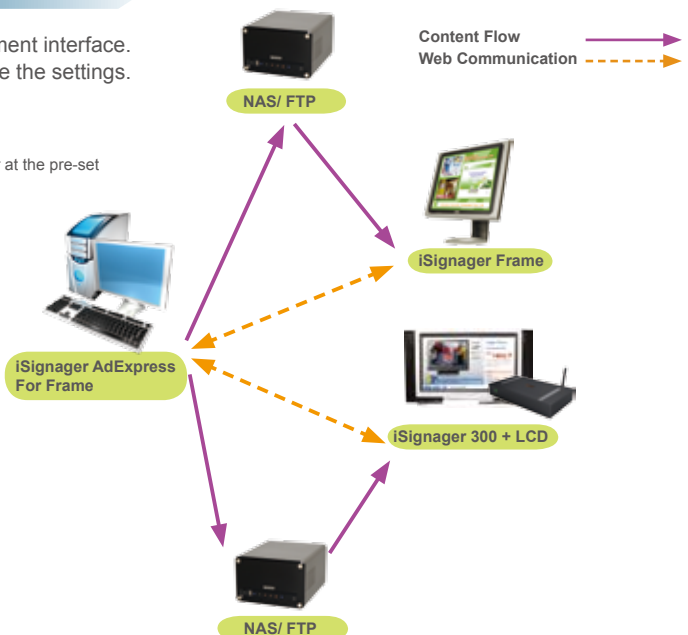 ment interface.
e the settings.
at the pre-set
Content Flow
Web Communication
NAS/ FTP
iSignager Frame
iSignager AdExpress
For Frame
iSignager 300 + LCD
NAS/ FTP